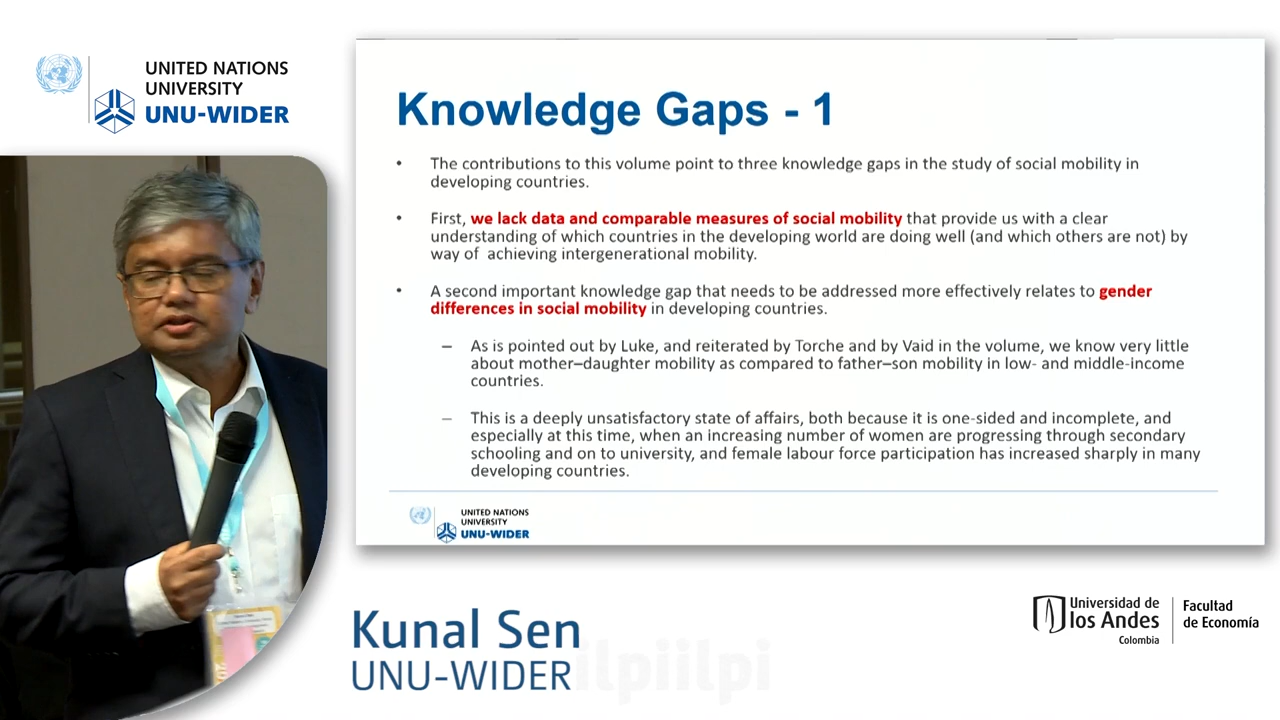 UNITED NATIONS
UNIVERSITY
UNU-WIDER
Knowledge Gaps - 1
• The contributions to this volume point to three knowledge gaps in the study of social mobility in
developing countries.
• First, we lack data and comparable measures of social mobility that provide us with a clear
understanding of which countries in the developing world are doing well (and which others are not) by
way of achieving intergenerational mobility.
• A second important knowledge gap that needs to be addressed more effectively relates to gender
differences in social mobility in developing countries.
– As is pointed out by Luke, and reiterated by Torche and by Vaid in the volume, we know very little
about mother–daughter mobility as compared to father–son mobility in low- and middle-income
countries.
– This is a deeply unsatisfactory state of affairs, both because it is one-sided and incomplete, and
especially at this time, when an increasing number of women are progressing through secondary
schooling and on to university, and female labour force participation has increased sharply in many
developing countries.
UNITED NATIONS
UNIVERSITY
UNU-WIDER
Kunal Sen
UNU-WIDER
Universidad de
los Andes
Colombia
Facultad
de Economía